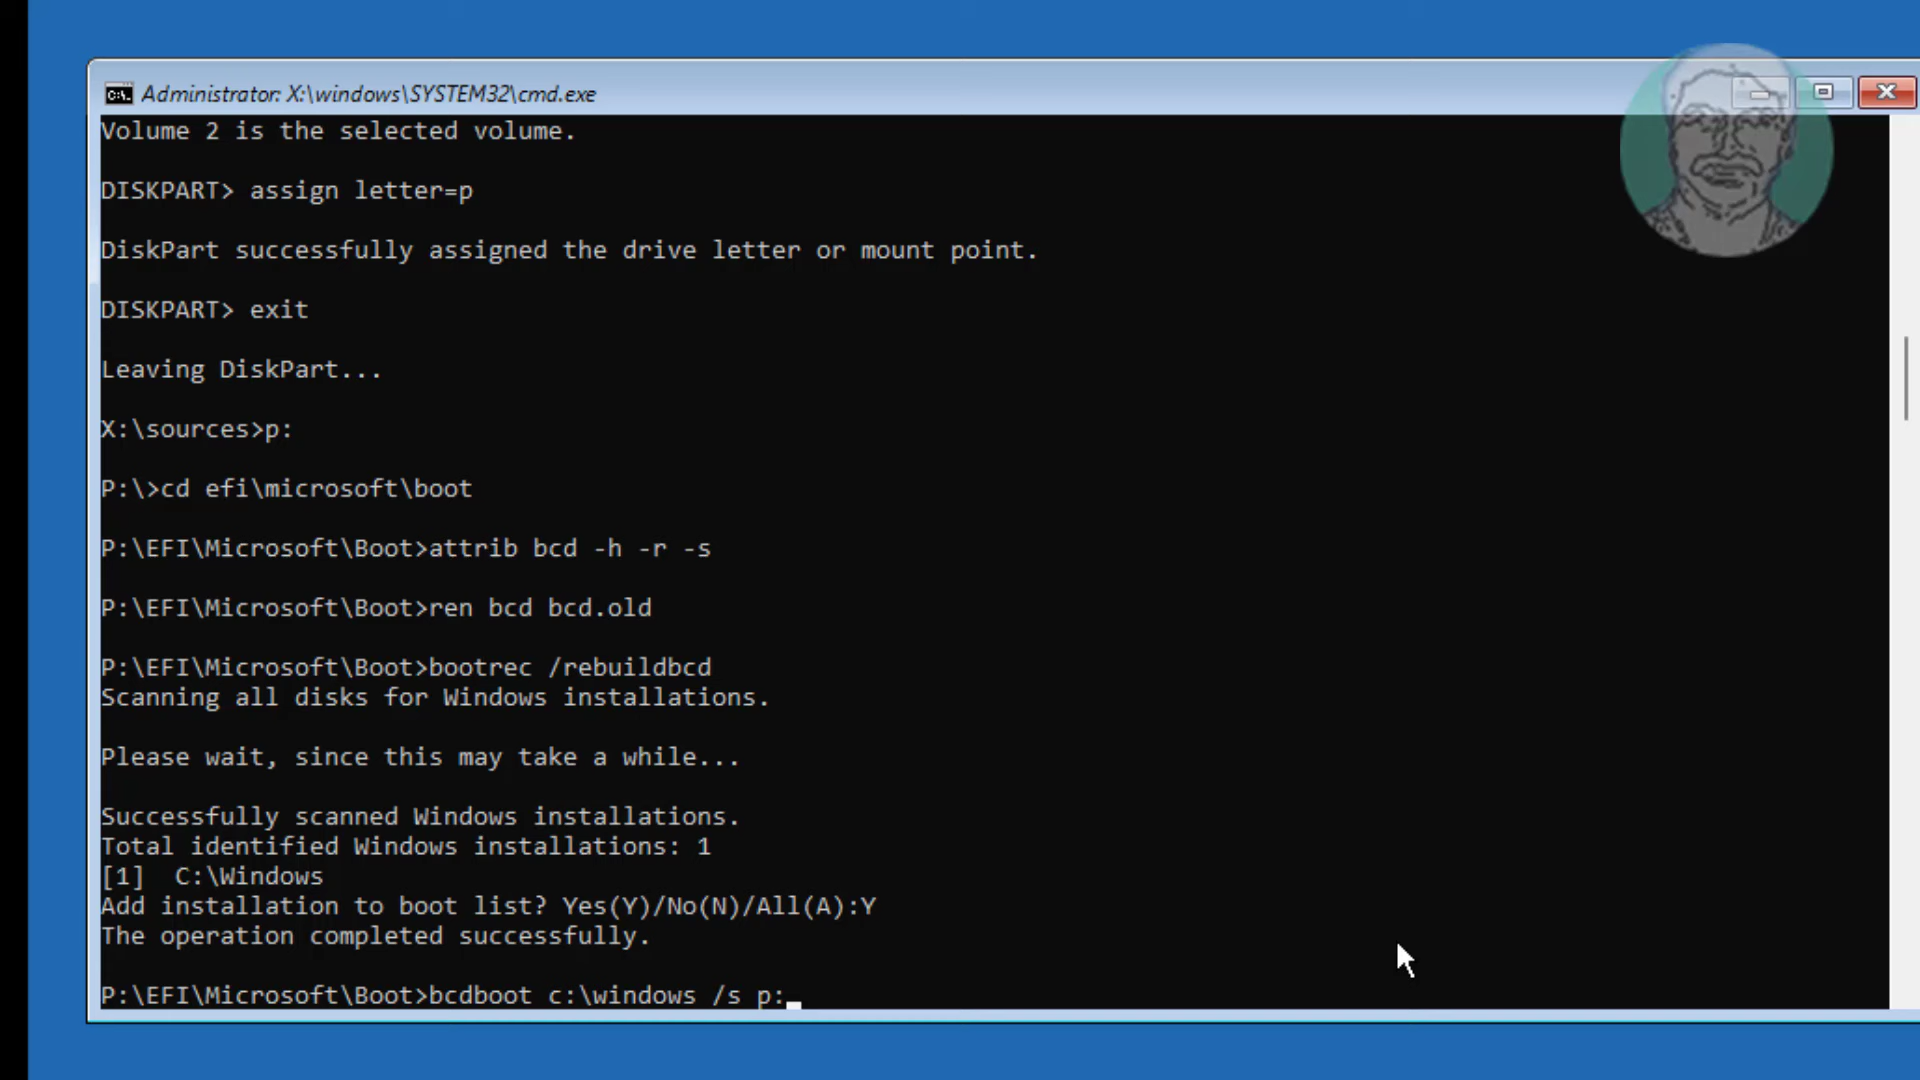 Administrator: X:\windows\SYSTEM32\cmd.exe
Volume 2 is the selected volume.
DISKPART> assign letter=p
DiskPart successfully assigned the drive letter or mount point.
DISKPART> exit
Leaving DiskPart...
X:\sources>p:
P:\>cd efi\microsoft\boot
P:\EFI\Microsoft\Boot>attrib bcd -h -r -s
P:\EFI\Microsoft\Boot>ren bcd bcd.old
P:\EFI\Microsoft\Boot>bootrec /rebuildbcd
Scanning all disks for Windows installations.
Please wait, since this may take a while...
Successfully scanned Windows installations.
Total identified Windows installations: 1
[1]  C:\Windows
Add installation to boot list? Yes(Y)/No(N)/All(A):Y
The operation completed successfully.
P:\EFI\Microsoft\Boot>bcdboot c:\windows /s p: